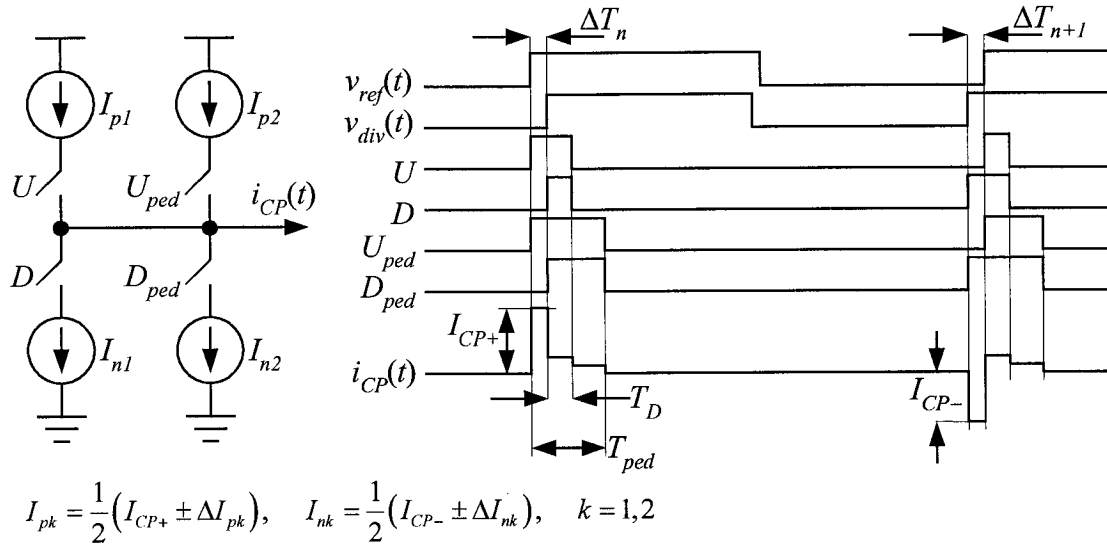 ΔT_n
ΔT_{n+1}
I_{p1}
I_{p2}
v_{ref}(t)
v_{div}(t)
U
U_{ped}
i_{CP}(t)
U
D
D
D_{ped}
U_{ped}
D_{ped}
I_{n1}
I_{n2}
I_{CP+}
i_{CP}(t)
T_D
I_{CP−}
T_{ped}
I_{pk} = \frac{1}{2}(I_{CP+} ± ΔI_{pk}), I_{nk} = \frac{1}{2}(I_{CP−} ± ΔI_{nk}), k = 1,2